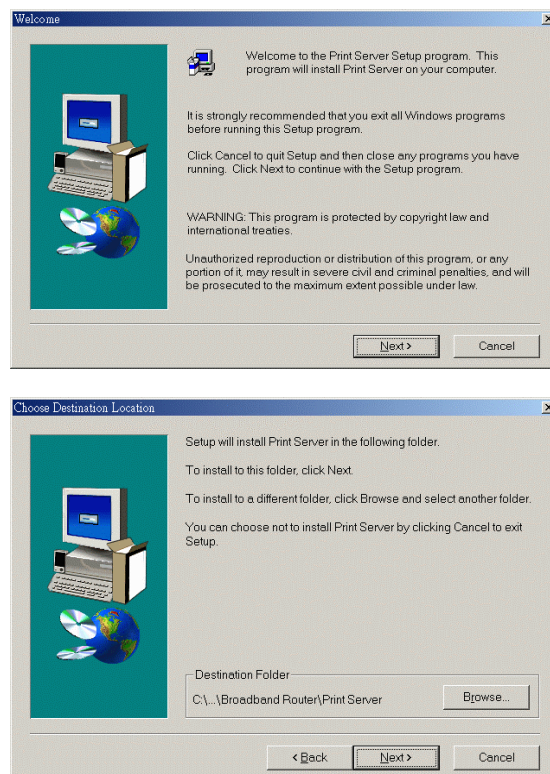 Welcome
Welcome to the Print Server Setup program. This
program will install Print Server on your computer.
It is strongly recommended that you exit all Windows programs
before running this Setup program.
Click Cancel to quit Setup and then close any programs you have
running. Click Next to continue with the Setup program.
WARNING: This program is protected by copyright law and
international treaties.
Unauthorized reproduction or distribution of this program, or any
portion of it, may result in severe civil and criminal penalties, and will
be prosecuted to the maximum extent possible under law.
Next >
Cancel
Choose Destination Location
Setup will install Print Server in the following folder.
To install to this folder, click Next.
To install to a different folder, click Browse and select another folder.
You can choose not to install Print Server by clicking Cancel to exit
Setup.
Destination Folder
C:\...\Broadband Router\Print Server
Browse...
< Back
Next >
Cancel